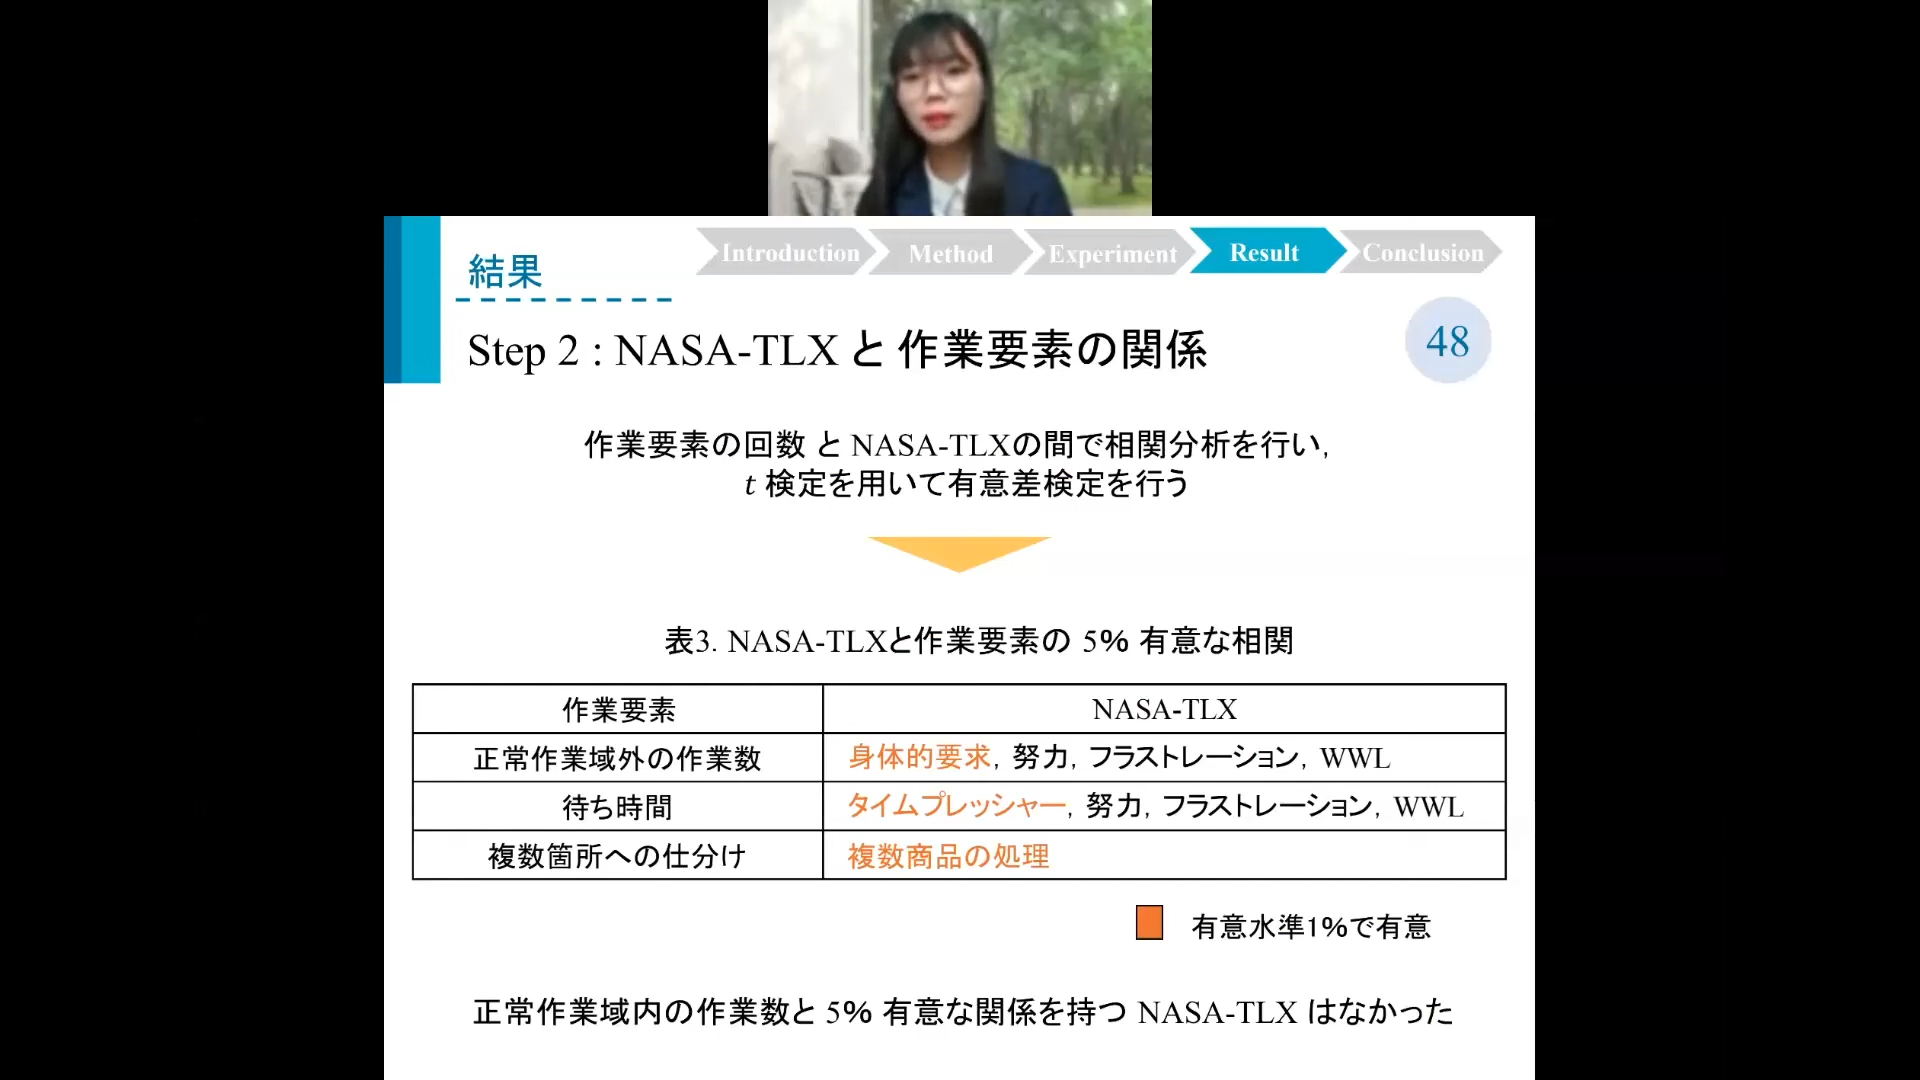 結果
Introduction Method Experiment Result Conclusion
Step 2 : NASA-TLX と 作業要素の関係
48
作業要素の回数 と NASA-TLXの間で相関分析を行い,
t 検定を用いて有意差検定を行う
表3. NASA-TLXと作業要素の 5% 有意な相関
作業要素 NASA-TLX
正常作業域外の作業数 身体的要求, 努力, フラストレーション, WWL
待ち時間 タイムプレッシャー, 努力, フラストレーション, WWL
複数箇所への仕分け 複数商品の処理
有意水準1%で有意
正常作業域内の作業数と 5% 有意な関係を持つ NASA-TLX はなかった